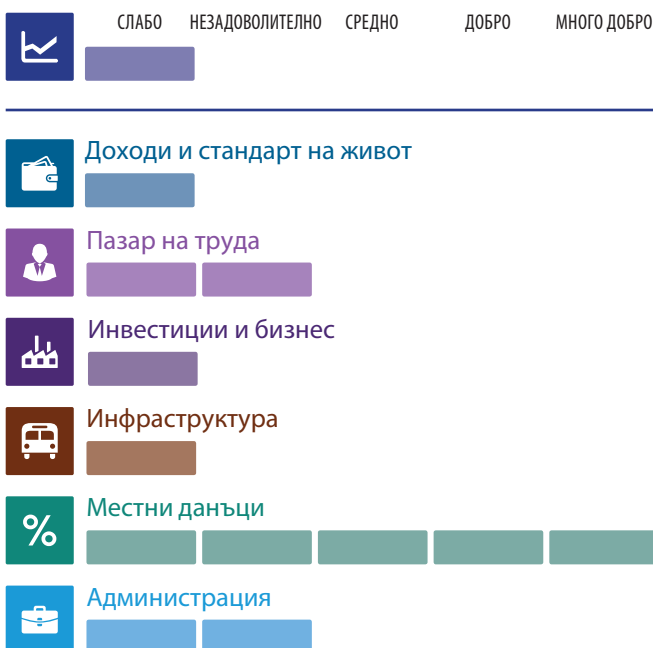 СЛАБО НЕЗАДОВОЛИТЕЛНО СРЕДНО ДОБРО МНОГО ДОБРО
Доходи и стандарт на живот
Пазар на труда
Инвестиции и бизнес
Инфраструктура
Местни данъци
%
Администрация